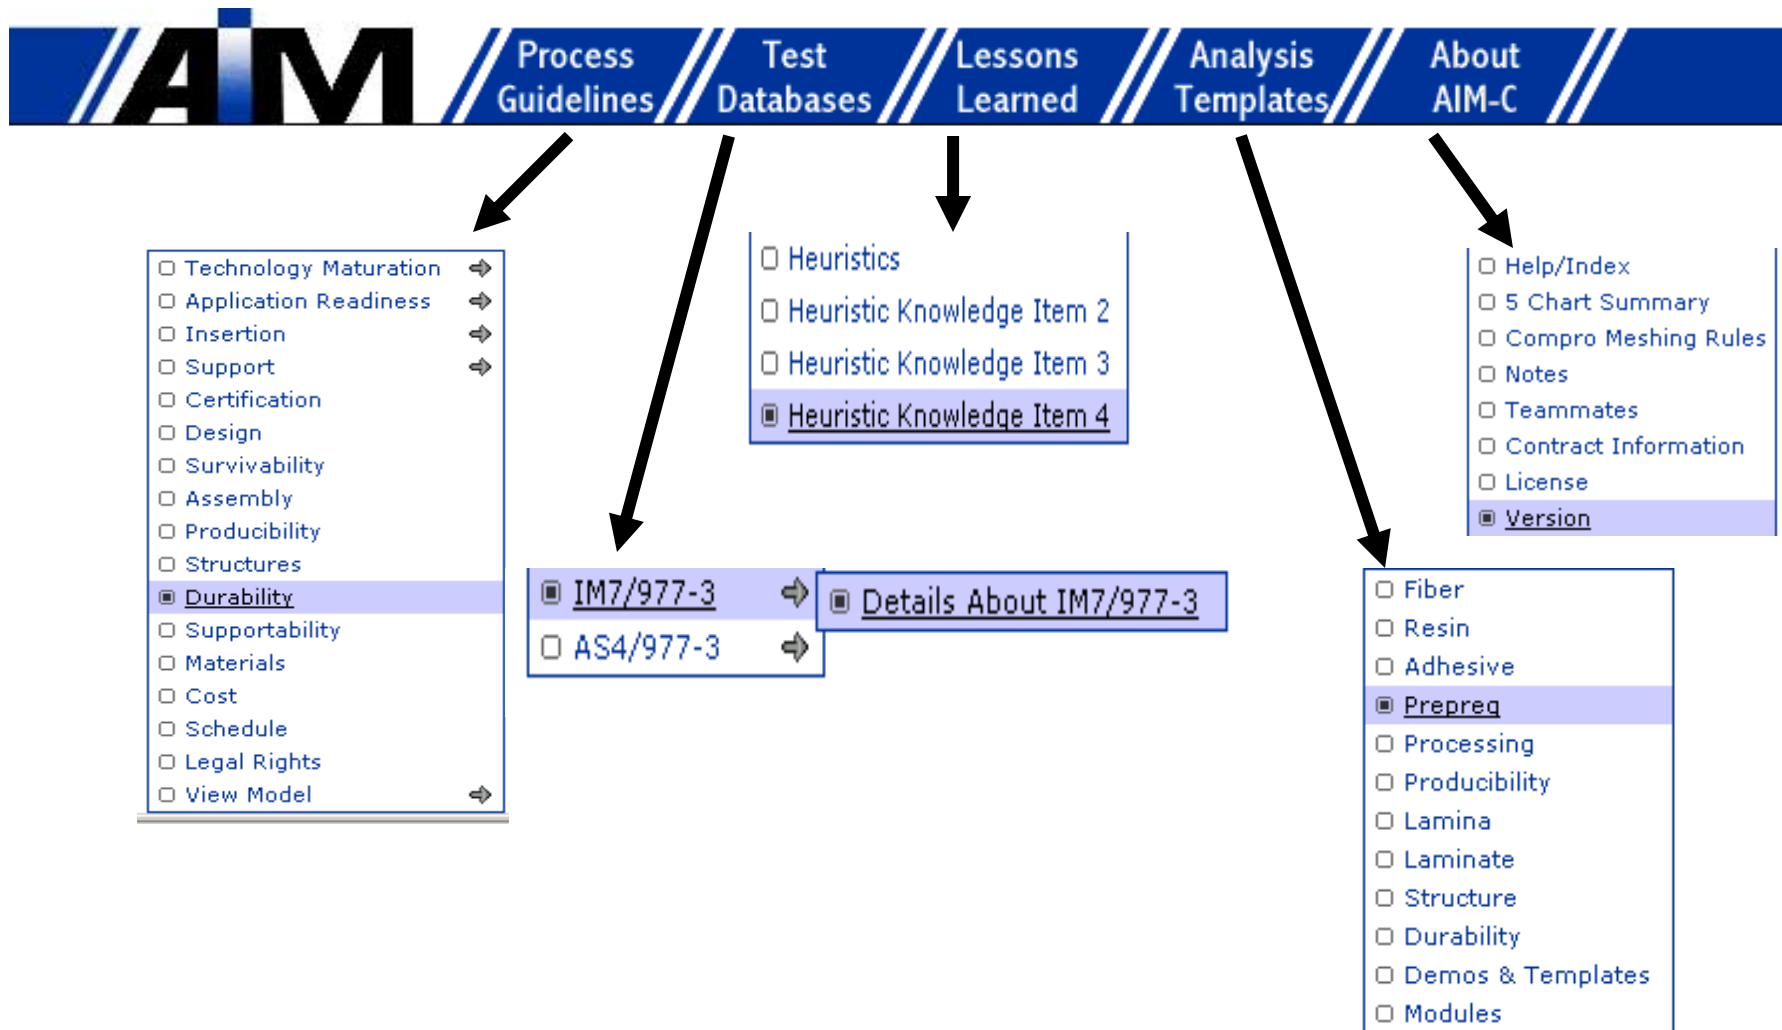 AiM
Process
Guidelines
Test
Databases
Lessons
Learned
Analysis
Templates
About
AIM-C
Technology Maturation
Application Readiness
Insertion
Support
Certification
Design
Survivability
Assembly
Producibility
Structures
Durability
Supportability
Materials
Cost
Schedule
Legal Rights
View Model
IM7/977-3
AS4/977-3
Details About IM7/977-3
Heuristics
Heuristic Knowledge Item 2
Heuristic Knowledge Item 3
Heuristic Knowledge Item 4
Fiber
Resin
Adhesive
Prepreg
Processing
Producibility
Lamina
Laminate
Structure
Durability
Demos & Templates
Modules
Help/Index
5 Chart Summary
Compro Meshing Rules
Notes
Teammates
Contract Information
License
Version